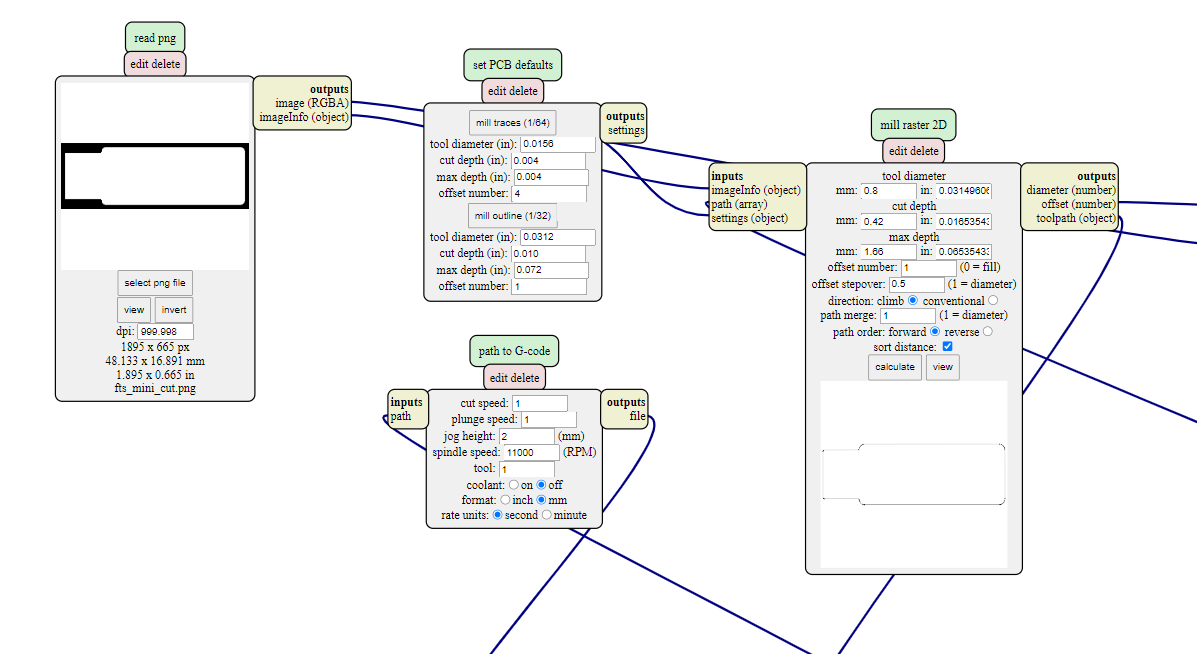 read png
edit delete
outputs
image (RGBA)
imageInfo (object)
select png file
view invert
dpi: 999.998
1895 x 665 px
48.133 x 16.891 mm
1.895 x 0.665 in
fts_mini_cut.png
set PCB defaults
edit delete
outputs
settings
mill traces (1/64)
tool diameter (in): 0.0156
cut depth (in): 0.004
max depth (in): 0.004
offset number: 4
mill outline (1/32)
tool diameter (in): 0.0312
cut depth (in): 0.010
max depth (in): 0.072
offset number: 1
path to G-code
edit delete
inputs
path
outputs
file
cut speed: 1
plunge speed: 1
jog height: 2 (mm)
spindle speed: 11000 (RPM)
tool: 1
coolant: on off
format: inch mm
rate units: second minute
mill raster 2D
edit delete
inputs
imageInfo (object)
path (array)
settings (object)
outputs
diameter (number)
offset (number)
toolpath (object)
tool diameter
mm: 0.8 in:
cut depth
mm: 0.42 in:
max depth
mm: 1.66 in:
offset number: 1 (0 = fill)
offset stepover: 0.5 (1 = diameter)
direction: climb conventional
path merge: 1 (1 = diameter)
path order: forward reverse
sort distance:
calculate view